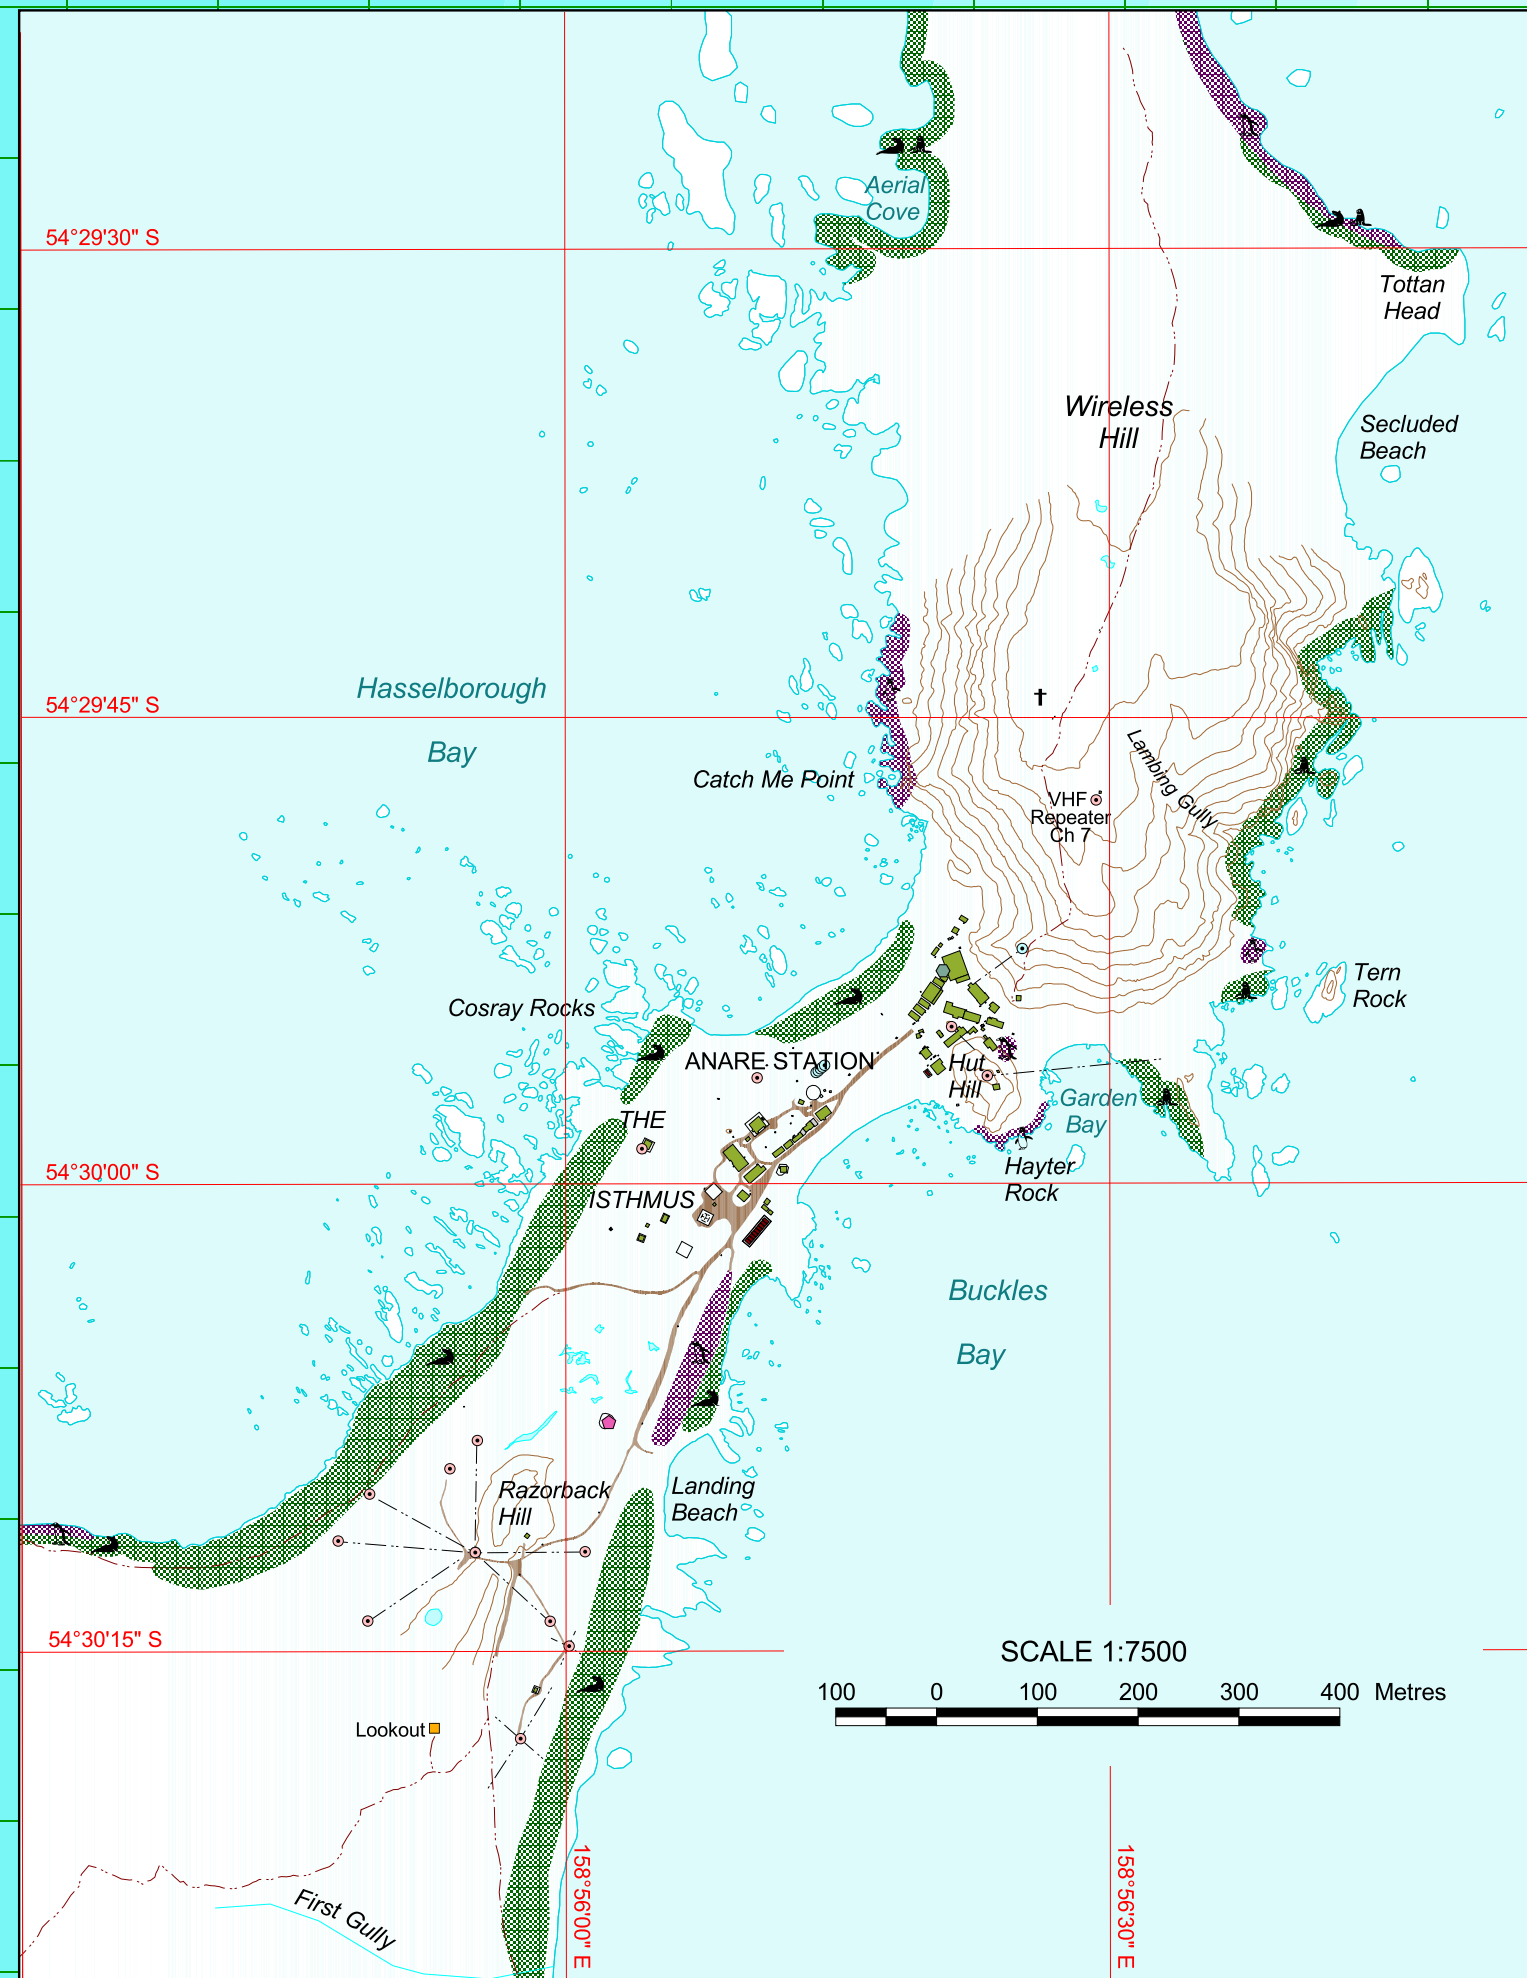 Aerial
Cove
54°29'30" S
Tottan
Head
Wireless
Hill
Secluded
Beach
Hasselborough
Bay
54°29'45" S
Catch Me Point
Lambing Gully
VHF
Repeater
Ch 7
Cosray Rocks
Tern
Rock
ANARE STATION
Hut
Hill
Garden
Bay
THE
54°30'00" S
Hayter
Rock
ISTHMUS
Buckles
Bay
Razorback
Hill
Landing
Beach
54°30'15" S
SCALE 1:7500
100 0 100 200 300 400 Metres
Lookout
First Gully
158°56'00" E
158°56'30" E